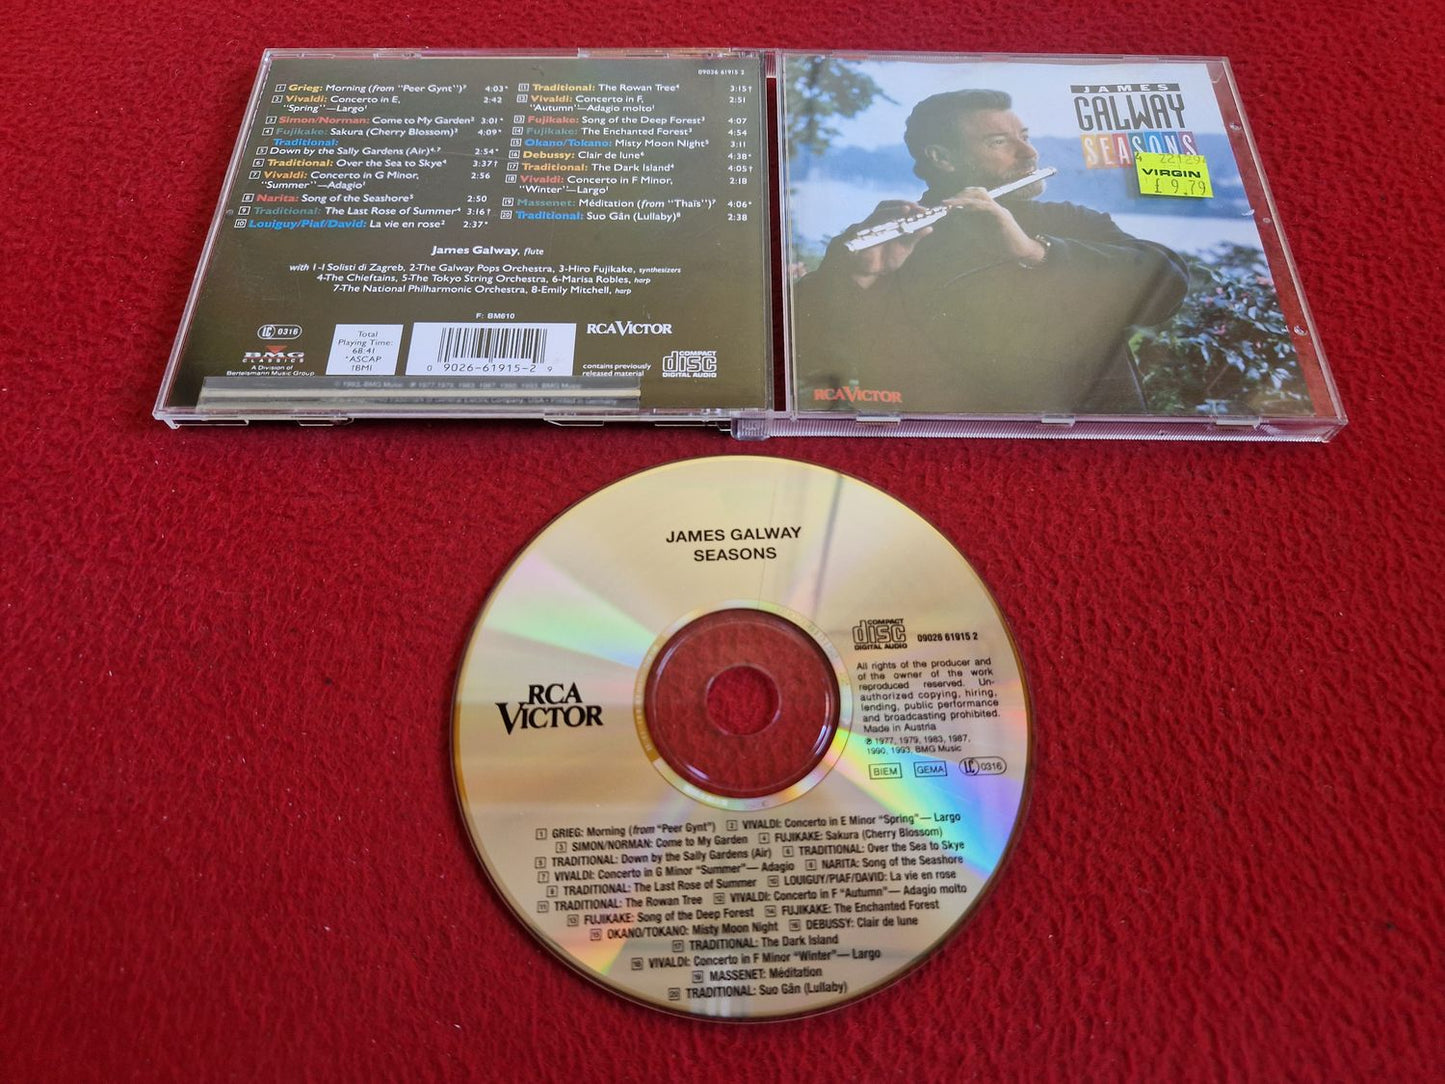 09026 61915 2
1 Grieg: Morning (from "Peer Gynt")⁷ 4:03*
2 Vivaldi: Concerto in E, 2:42
"Spring"—Largo¹
3 Simon/Norman: Come to My Garden² 3:01*
4 Fujikake: Sakura (Cherry Blossom)³ 4:09*
Traditional:
5 Down by the Sally Gardens (Air)⁴,⁷ 2:54*
6 Traditional: Over the Sea to Skye⁴ 3:37†
7 Vivaldi: Concerto in G Minor, 2:56
"Summer"—Adagio¹
8 Narita: Song of the Seashore⁵ 2:50
9 Traditional: The Last Rose of Summer⁴ 3:16†
10 Louiguy/Piaf/David: La vie en rose² 2:37*
11 Traditional: The Rowan Tree⁴ 3:15†
12 Vivaldi: Concerto in F, 2:51
"Autumn"—Adagio molto¹
13 Fujikake: Song of the Deep Forest³ 4:07
14 Fujikake: The Enchanted Forest³ 4:54
15 Okano/Tokano: Misty Moon Night⁵ 3:11
16 Debussy: Clair de lune⁶ 4:38*
17 Traditional: The Dark Island⁴ 4:05†
18 Vivaldi: Concerto in F Minor, 2:18
"Winter"—Largo¹
19 Massenet: Méditation (from "Thaïs")⁷ 4:06*
20 Traditional: Suo Gân (Lullaby)⁸ 2:38
James Galway, flute
with 1-I Solisti di Zagreb, 2-The Galway Pops Orchestra, 3-Hiro Fujikake, synthesizers
4-The Chieftains, 5-The Tokyo String Orchestra, 6-Marisa Robles, harp
7-The National Philharmonic Orchestra, 8-Emily Mitchell, harp
F: BM610
LC 0316
BMG
CLASSICS
A Division of
Bertelsmann Music Group
Total
Playing Time:
68:41
*ASCAP
†BMI
0 9026-61915-2 9
RCA VICTOR
contains previously
released material
COMPACT
disc
DIGITAL AUDIO
JAMES
GALWAY
SEASONS
VIRGIN
£9.79
RCA VICTOR
JAMES GALWAY
SEASONS
RCA
VICTOR
COMPACT
disc
DIGITAL AUDIO
09026 61915 2
All rights of the producer and
of the owner of the work
reproduced reserved. Un-
authorized copying, hiring,
lending, public performance
and broadcasting prohibited.
Made in Austria
℗ 1977, 1979, 1983, 1987,
1990, 1993, BMG Music
BIEM GEMA LC 0316
1 GRIEG: Morning (from "Peer Gynt") 2 VIVALDI: Concerto in E Minor "Spring"— Largo
3 SIMON/NORMAN: Come to My Garden 4 FUJIKAKE: Sakura (Cherry Blossom)
5 TRADITIONAL: Down by the Sally Gardens (Air) 6 TRADITIONAL: Over the Sea to Skye
7 VIVALDI: Concerto in G Minor "Summer"— Adagio 8 NARITA: Song of the Seashore
9 TRADITIONAL: The Last Rose of Summer 10 LOUIGUY/PIAF/DAVID: La vie en rose
11 TRADITIONAL: The Rowan Tree 12 VIVALDI: Concerto in F "Autumn"— Adagio molto
13 FUJIKAKE: Song of the Deep Forest 14 FUJIKAKE: The Enchanted Forest
15 OKANO/TOKANO: Misty Moon Night 16 DEBUSSY: Clair de lune
17 TRADITIONAL: The Dark Island
18 VIVALDI: Concerto in F Minor "Winter"— Largo
19 MASSENET: Méditation
20 TRADITIONAL: Suo Gân (Lullaby)